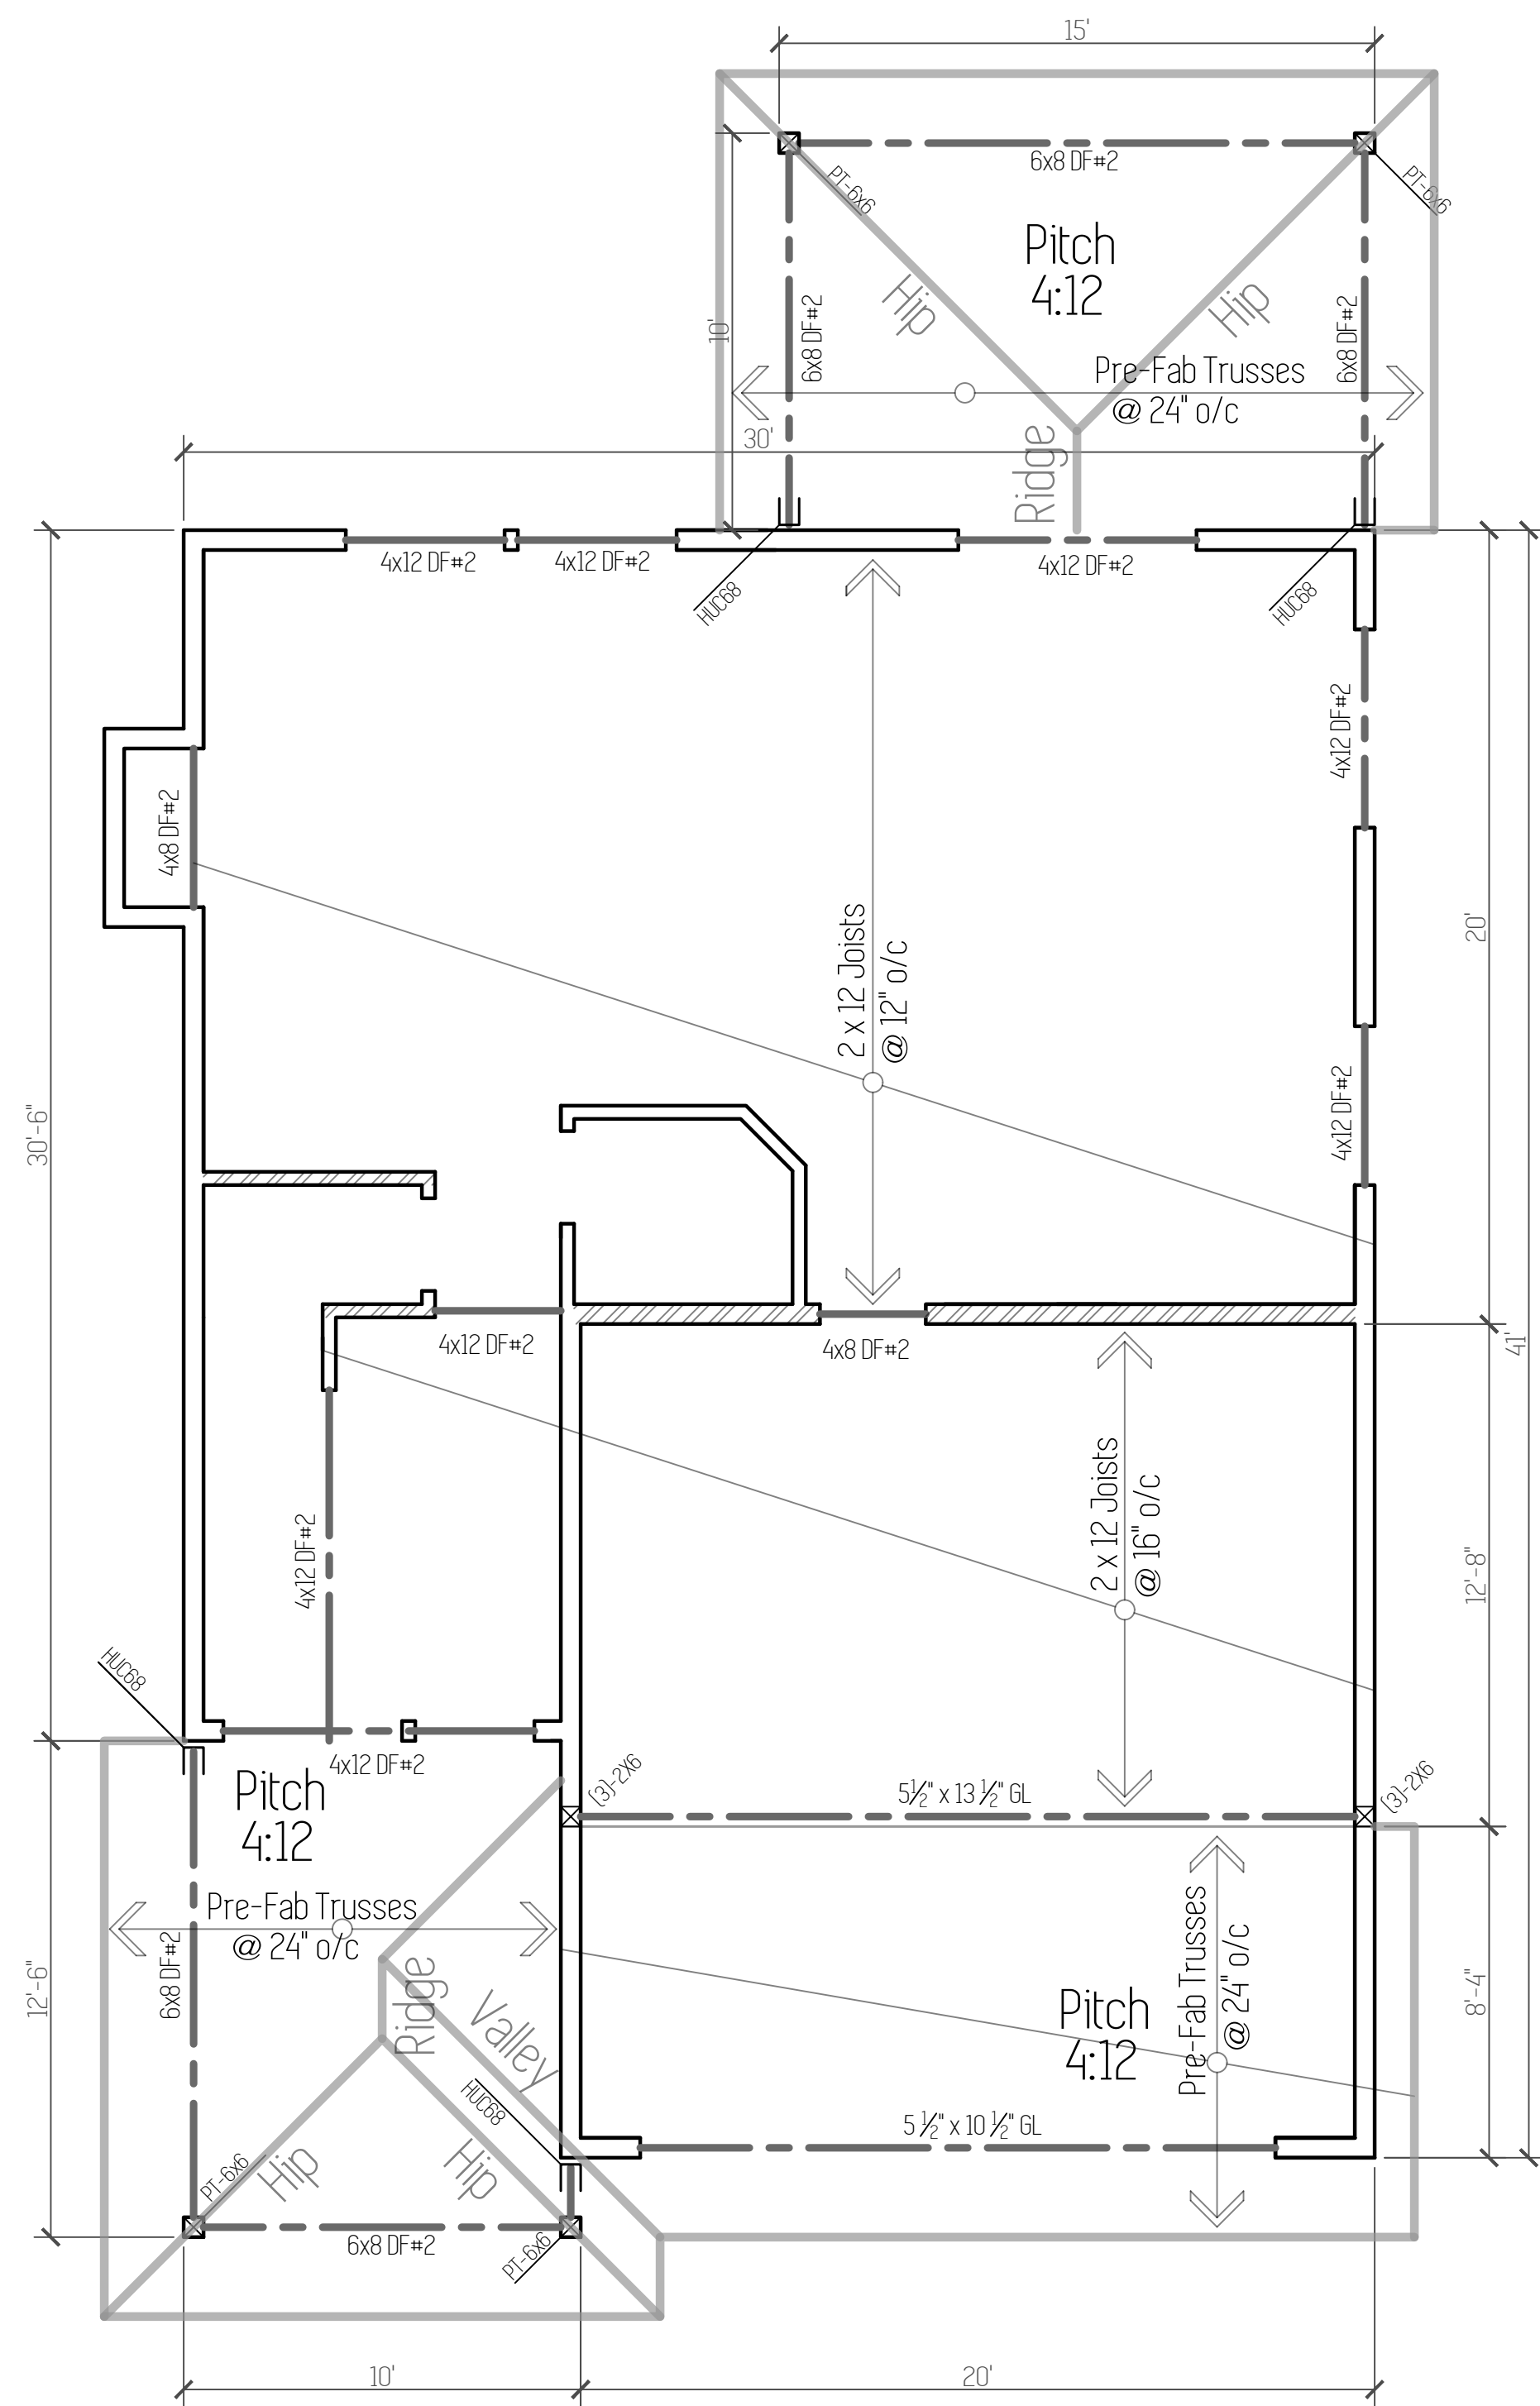 15'
6x8 DF#2
PT-6x6
PT-6x6
Pitch
4:12
Hip
Hip
10'
6x8 DF#2
6x8 DF#2
Pre-Fab Trusses
@ 24" o/c
30'
Ridge
4x12 DF#2
4x12 DF#2
4x12 DF#2
HUC68
HUC68
4x12 DF#2
4x8 DF#2
2 x 12 Joists
@ 12" o/c
20'
30'-6"
4x12 DF#2
4x12 DF#2
4x8 DF#2
41'
2 x 12 Joists
@ 16" o/c
4x12 DF#2
12'-8"
HUC68
4x12 DF#2
Pitch
4:12
(3)-2X6
5½" x 13 ½" GL
(3)-2X6
Pre-Fab Trusses
@ 24" o/c
6x8 DF#2
Ridge
Valley
12'-6"
Pitch
4:12
Pre-Fab Trusses
@ 24" o/c
8'-4"
HUC68
5 ½" x 10 ½" GL
PT-6x6
Hip
Hip
6x8 DF#2
PT-6x6
10'
20'